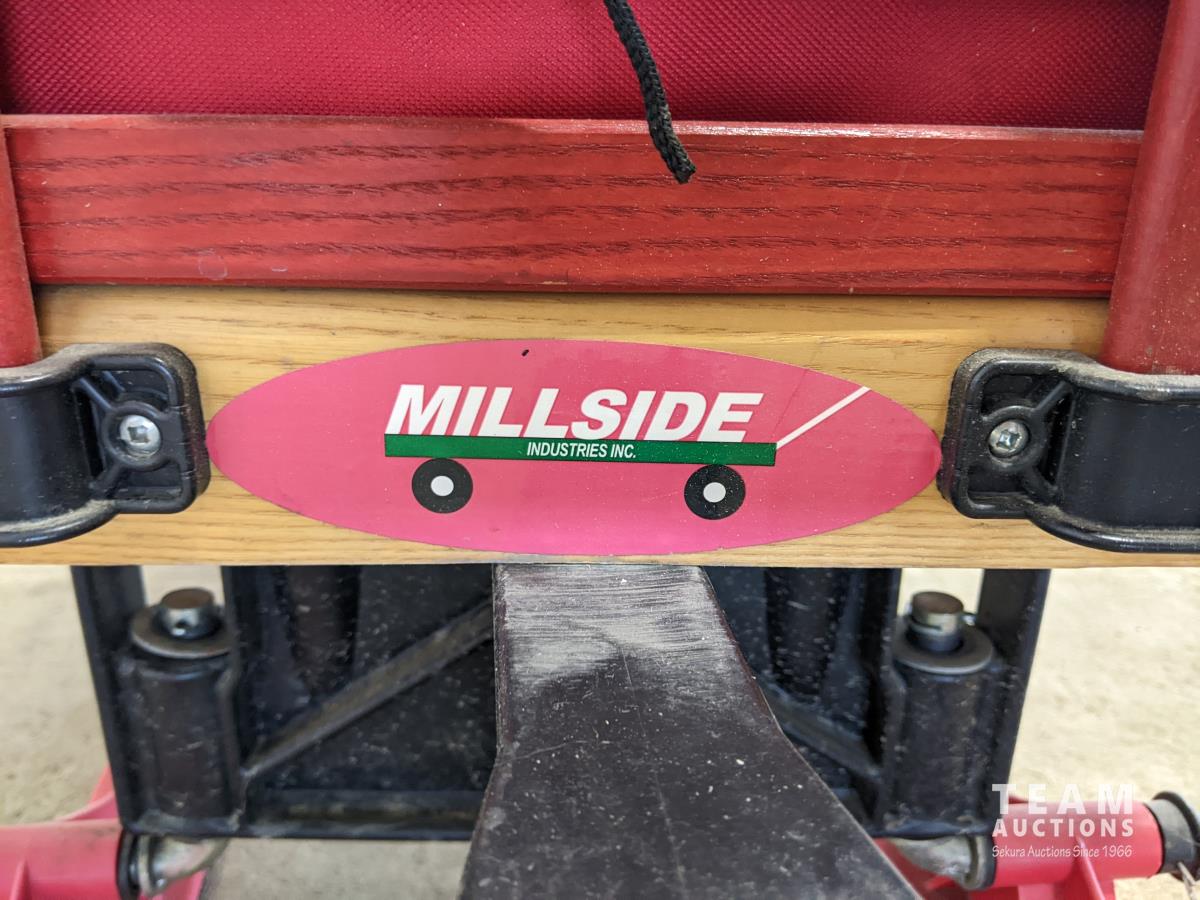 MILLSIDE
INDUSTRIES INC.
TEAM
AUCTIONS
Sekura Auctions Since 1966